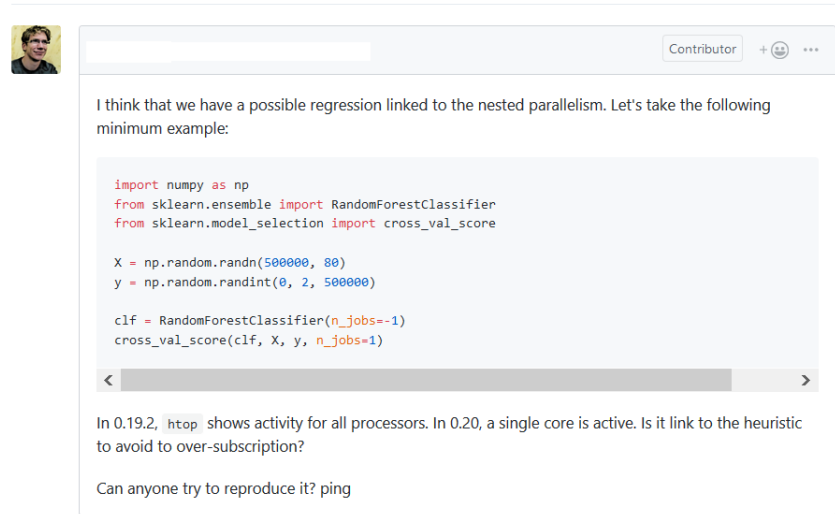 Contributor
I think that we have a possible regression linked to the nested parallelism. Let's take the following
minimum example:
import numpy as np
from sklearn.ensemble import RandomForestClassifier
from sklearn.model_selection import cross_val_score
X = np.random.randn(500000, 80)
y = np.random.randint(0, 2, 500000)
clf = RandomForestClassifier(n_jobs=-1)
cross_val_score(clf, X, y, n_jobs=1)
In 0.19.2, htop shows activity for all processors. In 0.20, a single core is active. Is it link to the heuristic
to avoid to over-subscription?
Can anyone try to reproduce it? ping